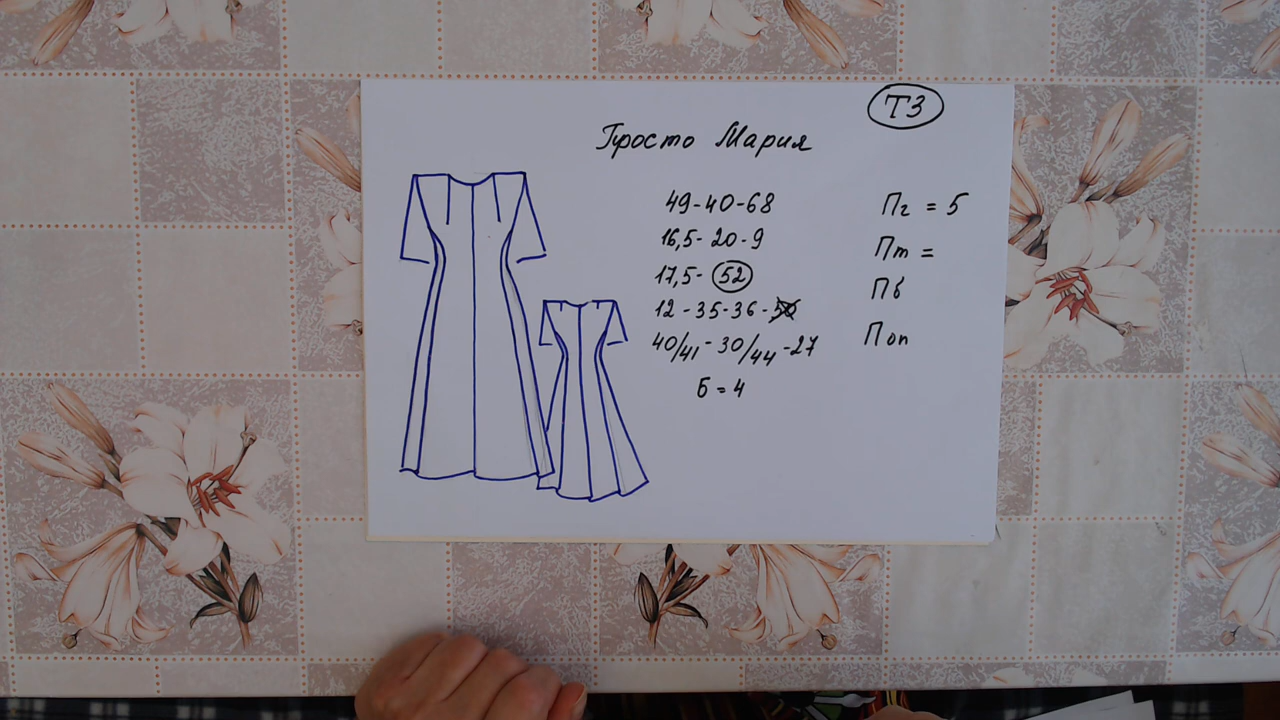 ТЗ
Просто Мария
49-40-68
16,5-20-9
17,5-52
12-35-36-50
40/41-30/44-27
Б=4
Пг = 5
Пт =
Пб
Поп